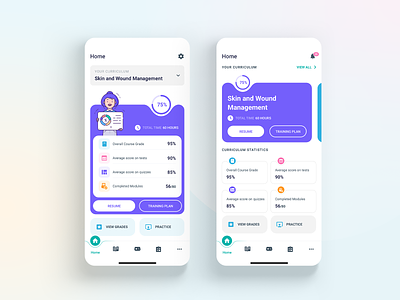 Home
YOUR CURRICULUM
Skin and Wound Management
75%
TOTAL TIME: 60 HOURS
Overall Course Grade 95%
Average score on tests 90%
Average score on quizzes 85%
Completed Modules 56/80
RESUME
TRAINING PLAN
VIEW GRADES
PRACTICE
Home
Home
YOUR CURRICULUM
VIEW ALL
75%
Skin and Wound
Management
TOTAL TIME: 60 HOURS
RESUME
TRAINING PLAN
CURRICULUM STATISTICS
Overall Course Grade
95%
Average score on tests
90%
Average score on quizzes
85%
Completed Modules
VIEW GRADES
PRACTICE
Home